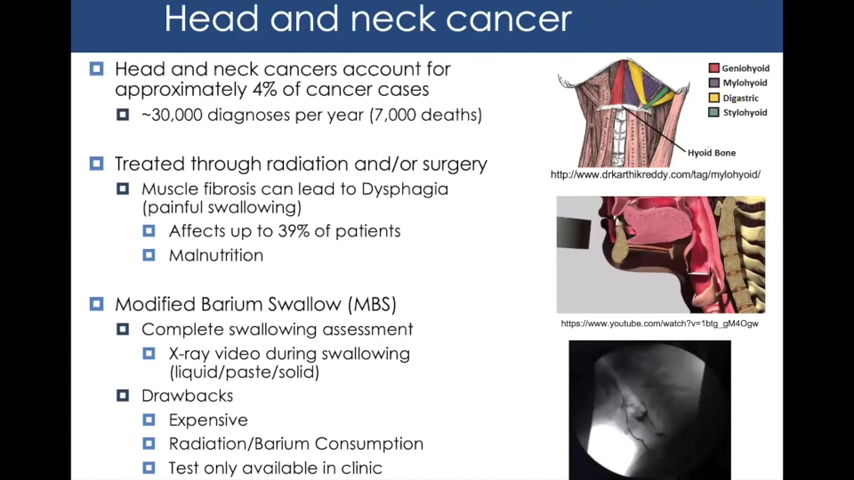 Head and neck cancer
Head and neck cancers account for
approximately 4% of cancer cases
~30,000 diagnoses per year (7,000 deaths)
Treated through radiation and/or surgery
Muscle fibrosis can lead to Dysphagia
(painful swallowing)
Affects up to 39% of patients
Malnutrition
Modified Barium Swallow (MBS)
Complete swallowing assessment
X-ray video during swallowing
(liquid/paste/solid)
Drawbacks
Expensive
Radiation/Barium Consumption
Test only available in clinic
Geniohyoid
Mylohyoid
Digastric
Stylohyoid
Hyoid Bone
http://www.drkarthikreddy.com/tag/mylohyoid/
https://www.youtube.com/watch?v=1btg_gM4Ogw